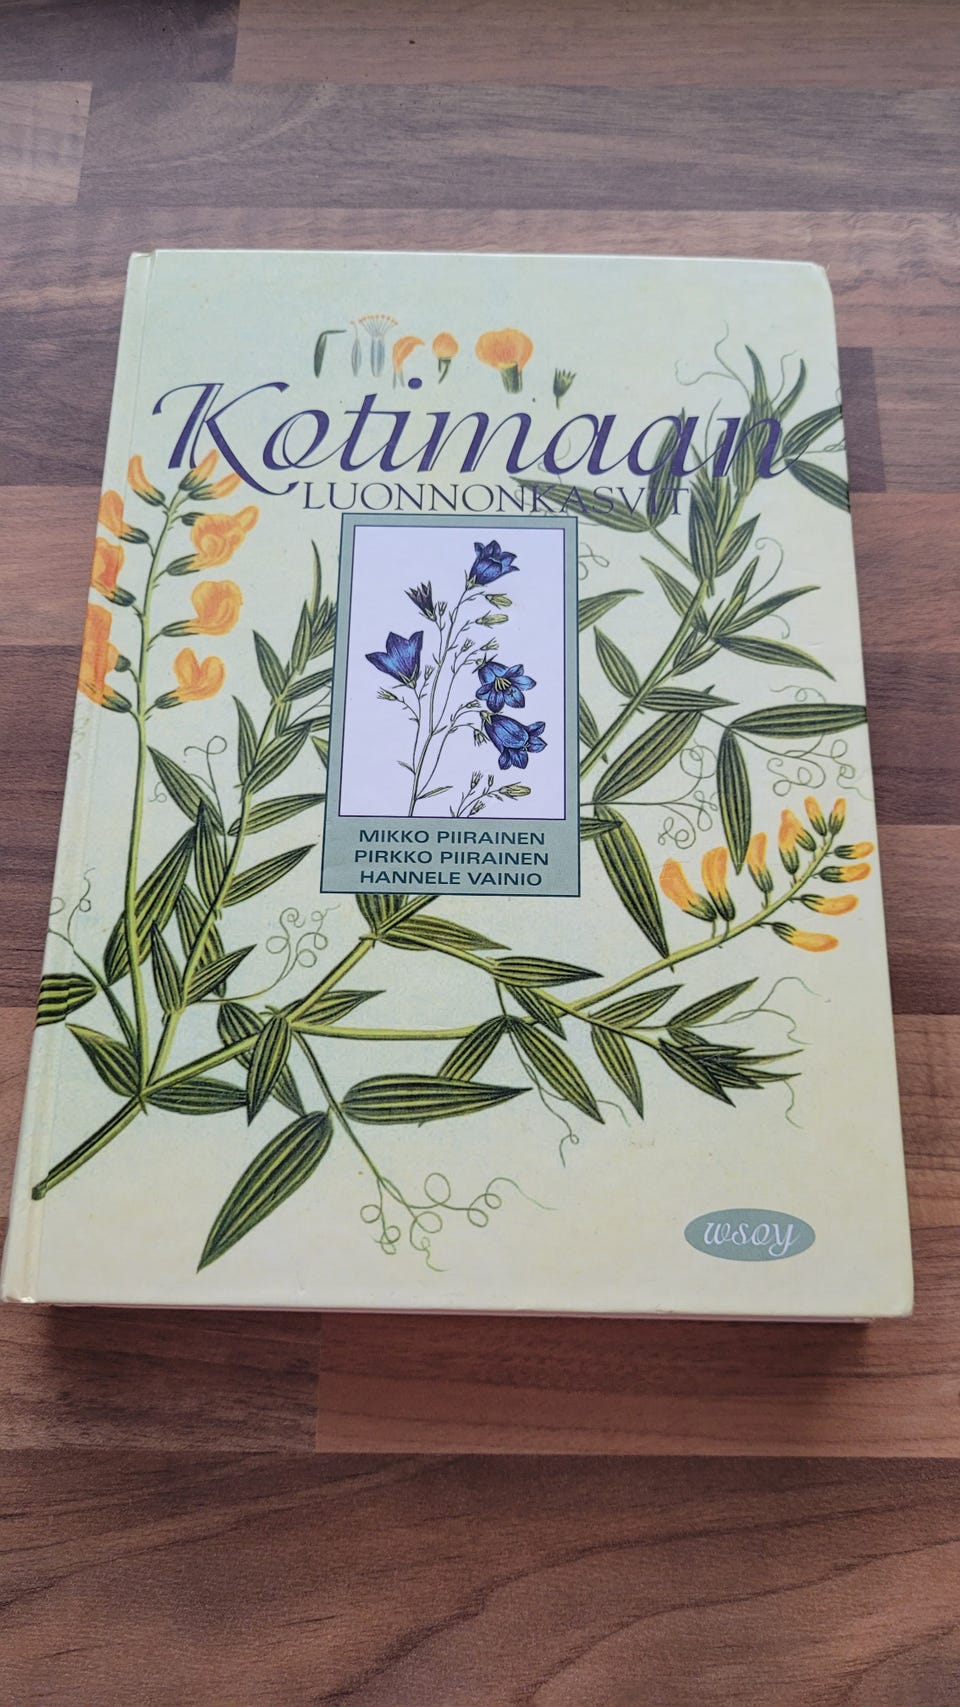 Kotimaan
LUONNONKASVIT
MIKKO PIIRAINEN
PIRKKO PIIRAINEN
HANNELE VAINIO
wsoy